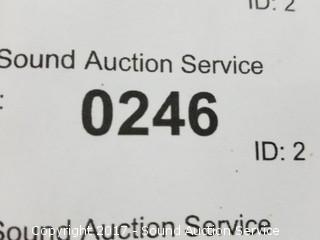 ID: 2
Sound Auction Service
:
0246
ID: 2
Sound Auction Service
Copyright 2017 - Sound Auction Service